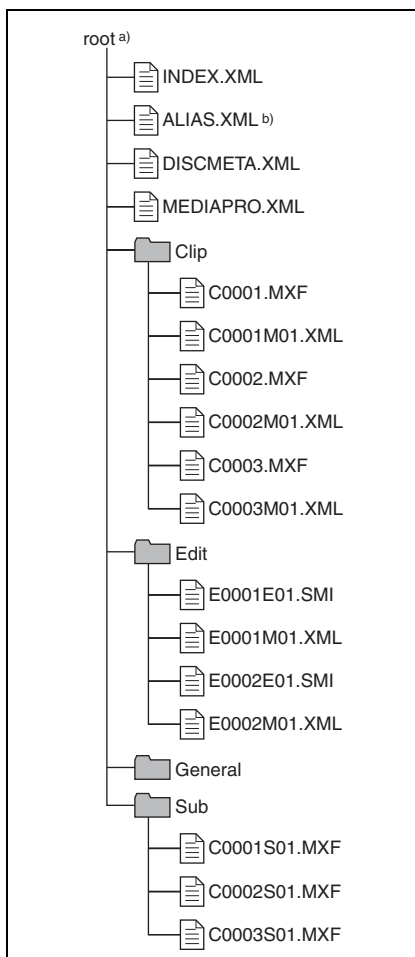 root a)
INDEX.XML
ALIAS.XML b)
DISCMETA.XML
MEDIAPRO.XML
Clip
C0001.MXF
C0001M01.XML
C0002.MXF
C0002M01.XML
C0003.MXF
C0003M01.XML
Edit
E0001E01.SMI
E0001M01.XML
E0002E01.SMI
E0002M01.XML
General
Sub
C0001S01.MXF
C0002S01.MXF
C0003S01.MXF